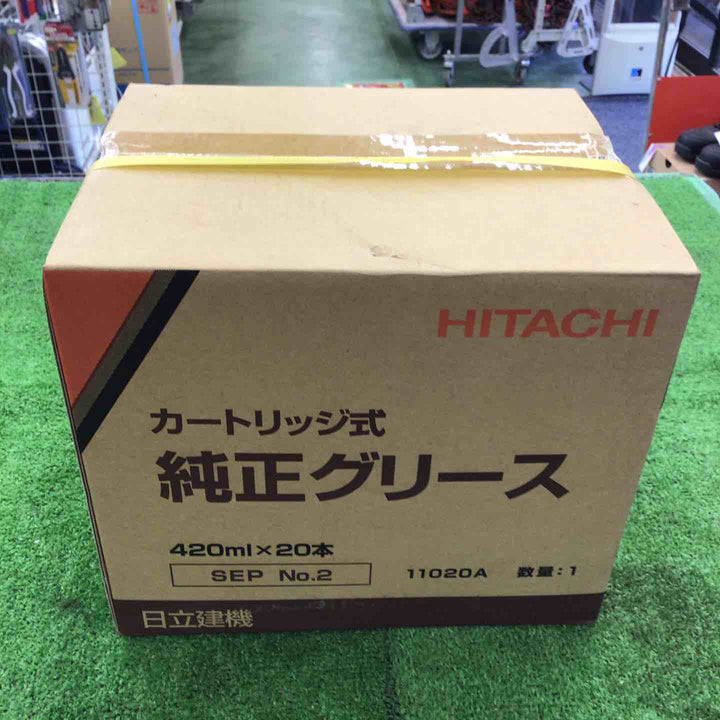 HITACHI
カートリッジ式
純正グリース
420ml×20本
SEP No.2 11020A 数量:1
日立建機